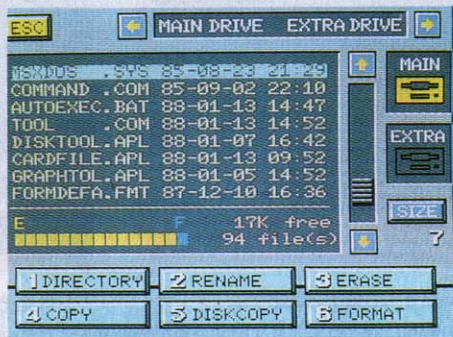 ESC MAIN DRIVE EXTRA DRIVE
MSXDOS .SYS 85-08-23 21:29
COMMAND .COM 85-09-02 22:10
AUTOEXEC.BAT 88-01-13 14:47
TOOL .COM 88-01-13 14:52
DISKTOOL.APL 88-01-07 16:42
CARDFILE.APL 88-01-13 09:52
GRAPHTOL.APL 88-01-05 14:52
FORMDEFA.FMT 87-12-10 16:36
MAIN
EXTRA
SIZE
?
E F 17K free
94 file(s)
1 DIRECTORY 2 RENAME 3 ERASE
4 COPY 5 DISKCOPY 6 FORMAT